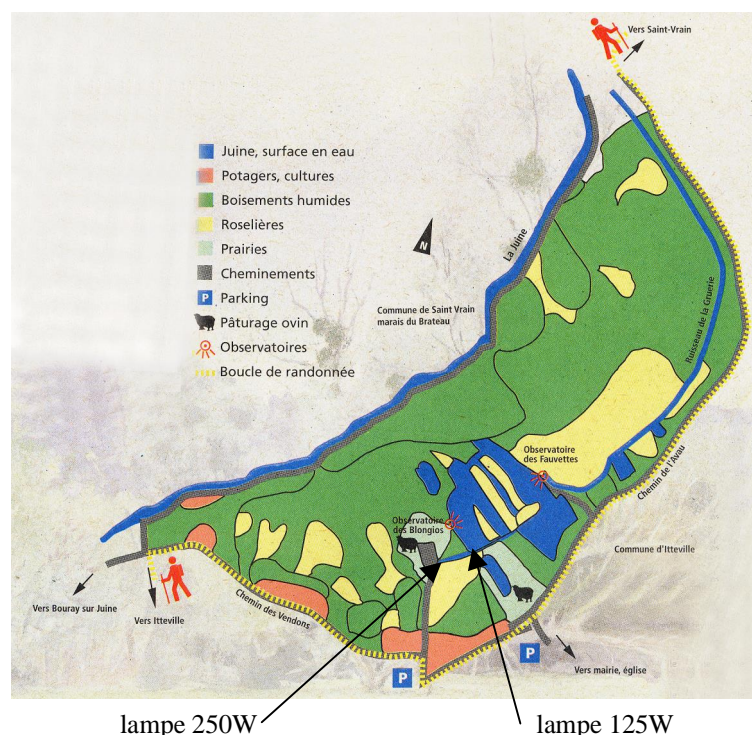 Vers Saint-Vrain
Juine, surface en eau
Potagers, cultures
Boisements humides
Roselières
Prairies
Cheminements
P Parking
Pâturage ovin
Observatoires
Boucle de randonnée
N
La Juine
Commune de Saint Vrain
marais du Brateau
Ruisseau de la Gruerie
Observatoire
des Fauvettes
Chemin de l'Avau
Observatoire
des Blongios
Commune d'Itteville
Vers Bouray sur Juine
Vers Itteville
Chemin des Vendons
P
P
Vers mairie, église
lampe 250W
lampe 125W